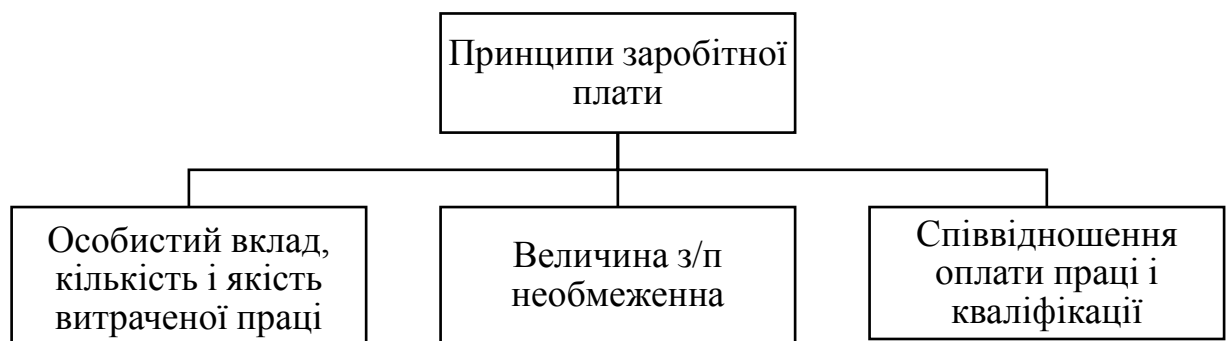 Принципи заробітної
плати
Особистий вклад,
кількість і якість
витраченої праці
Величина з/п
необмеженна
Співвідношення
оплати праці і
кваліфікації